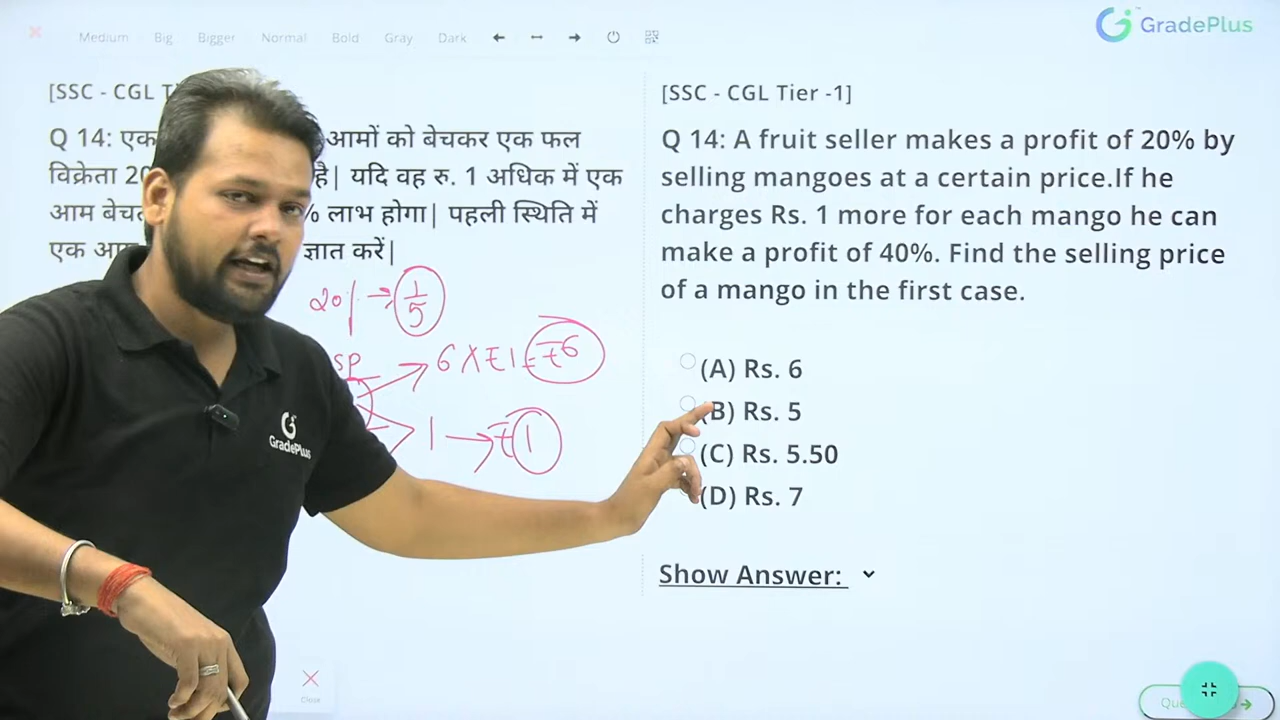 Medium Big Bigger Normal Bold Gray Dark
GradePlus
[SSC - CGL
Q 14: एक आमों को बेचकर एक फल
विक्रेता है| यदि वह रु. 1 अधिक में एक
आम लाभ होगा| पहली स्थिति में
एक ज्ञात करें|
20% → 1/5
SP
6 X ₹1 = ₹6
1 → ₹1
GradePlus
[SSC - CGL Tier -1]
Q 14: A fruit seller makes a profit of 20% by
selling mangoes at a certain price.If he
charges Rs. 1 more for each mango he can
make a profit of 40%. Find the selling price
of a mango in the first case.
(A) Rs. 6
(B) Rs. 5
(C) Rs. 5.50
(D) Rs. 7
Show Answer:
Close